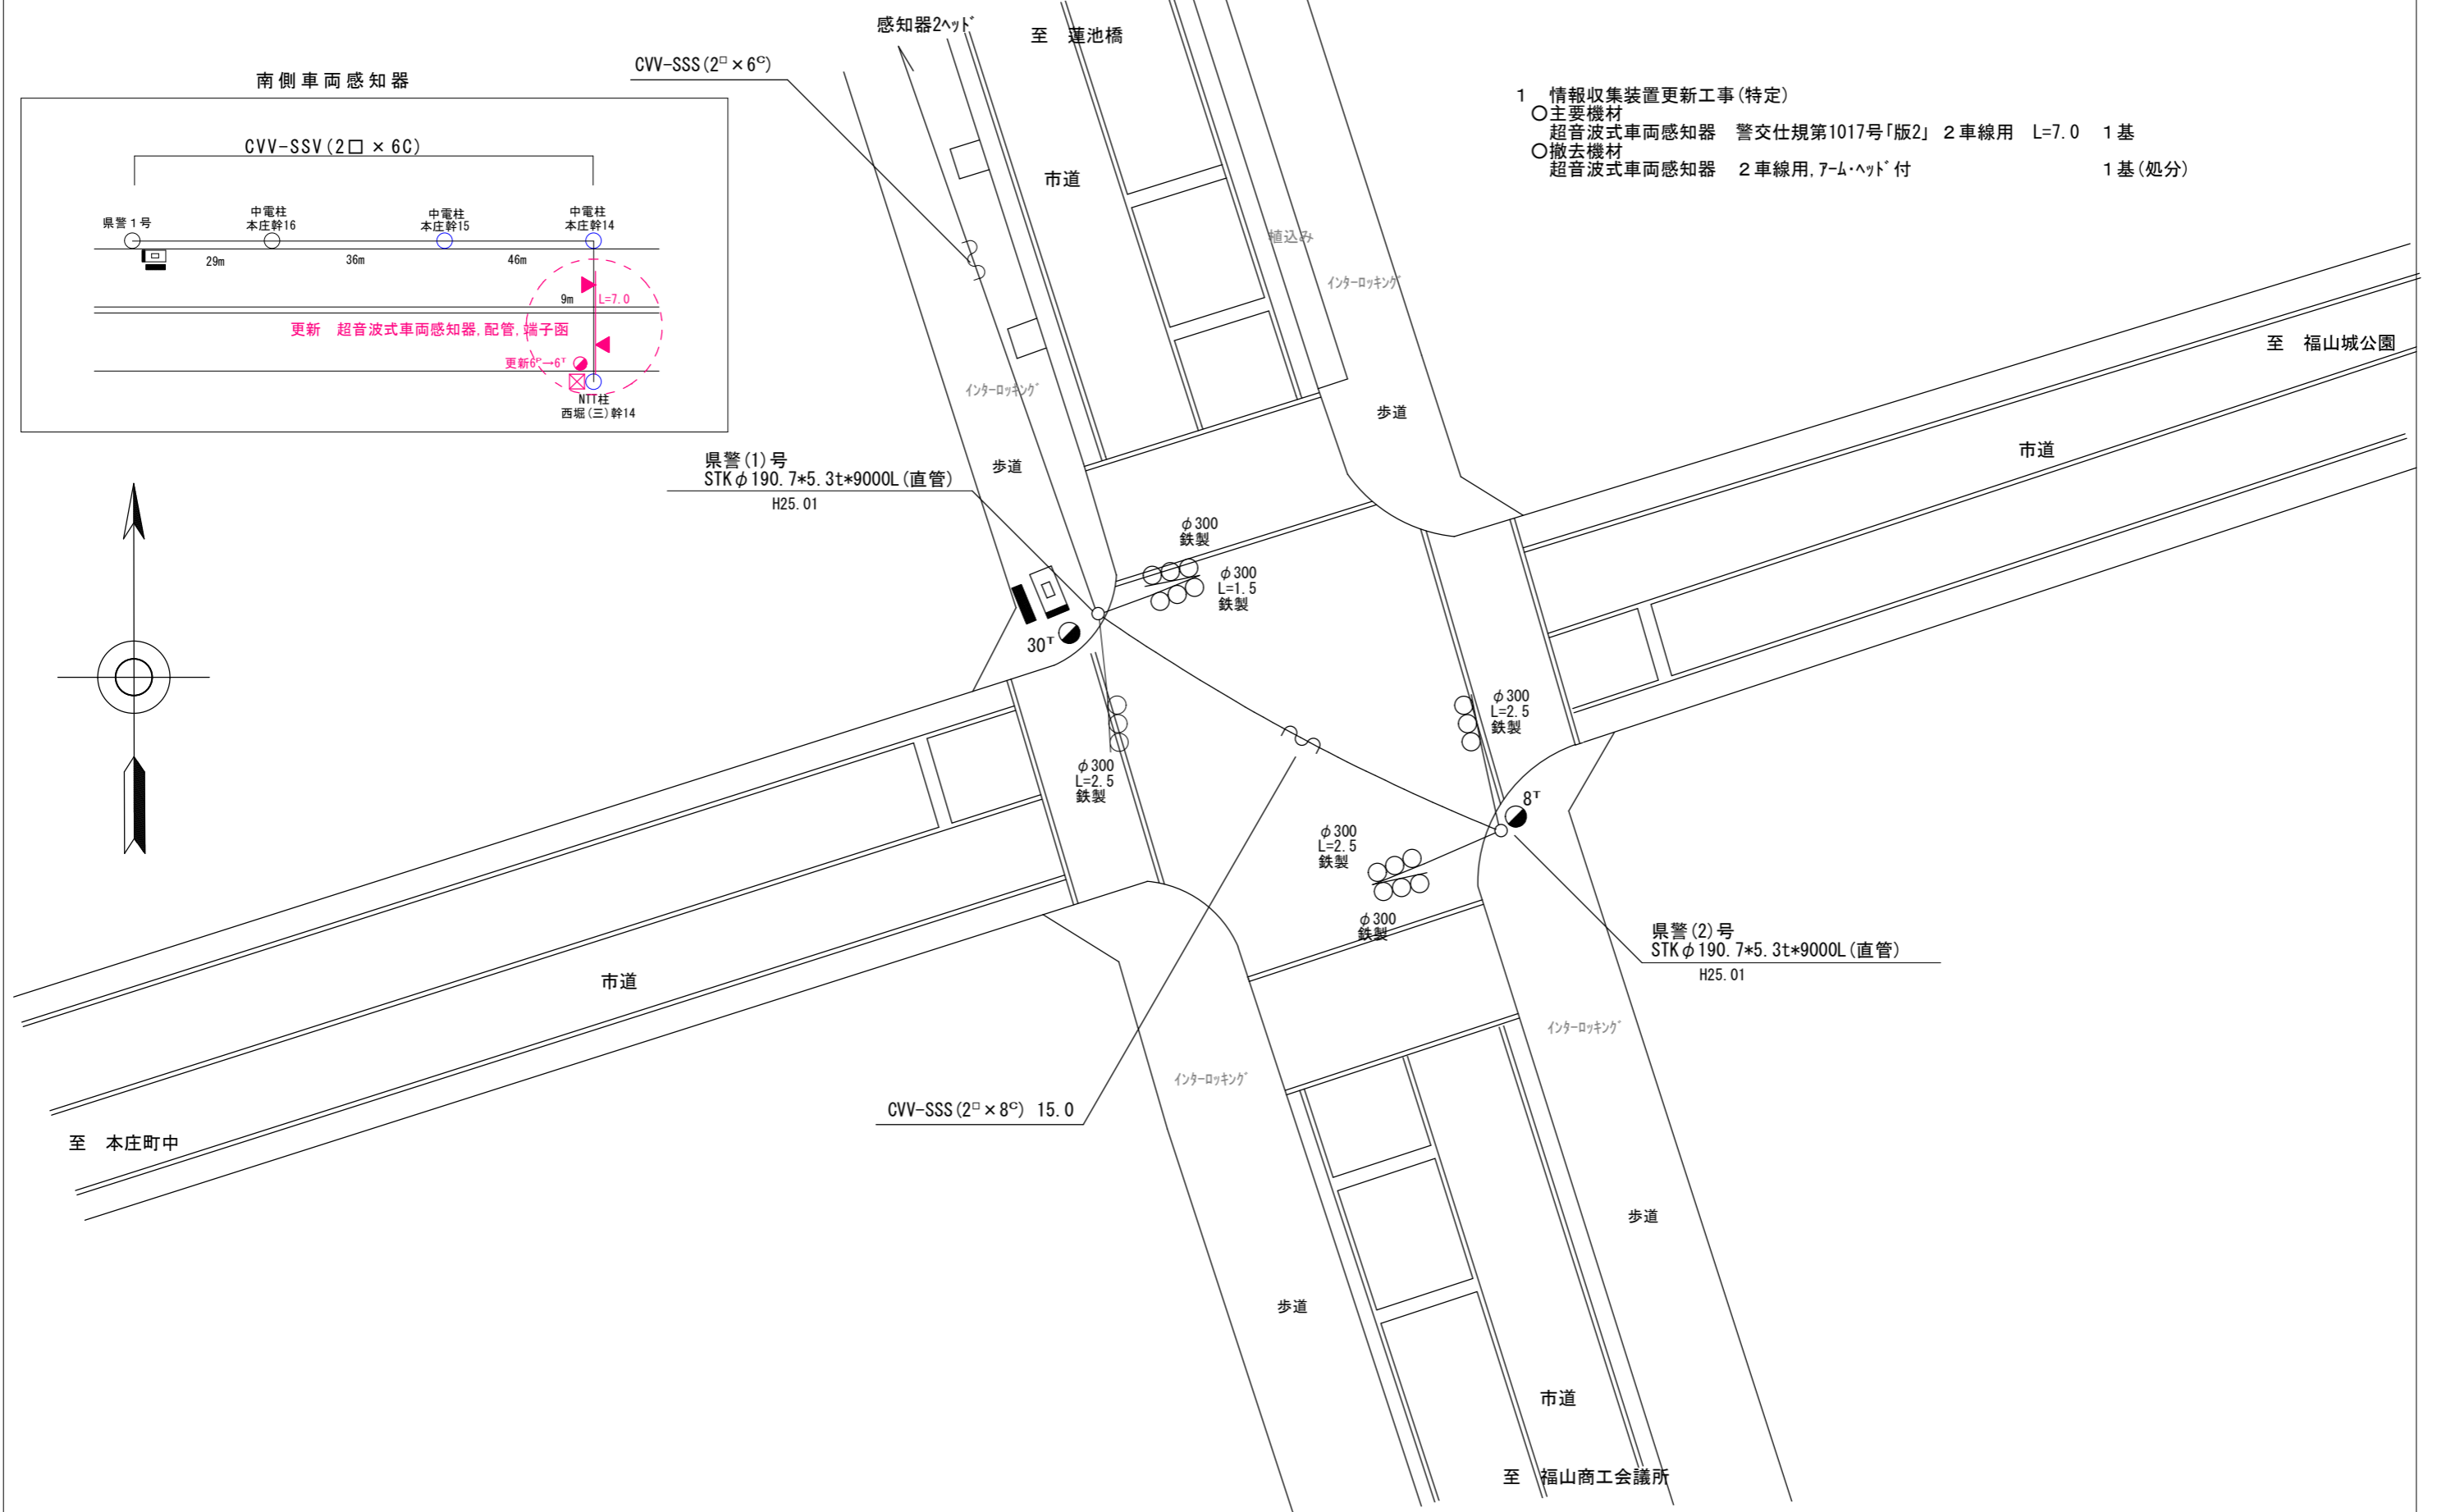 感知器2ヘッド
至　蓮池橋
CVV-SSS(2□×6C)
南側車両感知器
CVV-SSV(2□ × 6C)
県警１号
中電柱
本庄幹16
中電柱
本庄幹15
中電柱
本庄幹14
29m
36m
46m
9m
L=7.0
更新　超音波式車両感知器,配管,端子函
更新6P→6T
NTT柱
西堀(三)幹14
1　情報収集装置更新工事(特定)
○主要機材
超音波式車両感知器　警交仕規第1017号「版2」２車線用　L=7.0　１基
○撤去機材
超音波式車両感知器　２車線用,アーム・ヘッド付　１基(処分)
市道
植込み
インターロッキング
至　福山城公園
インターロッキング
歩道
市道
県警(1)号
STKφ190.7*5.3t*9000L(直管)
H25.01
歩道
φ300
鉄製
φ300
L=1.5
鉄製
30T
φ300
L=2.5
鉄製
φ300
L=2.5
鉄製
8T
φ300
L=2.5
鉄製
φ300
鉄製
県警(2)号
STKφ190.7*5.3t*9000L(直管)
H25.01
市道
インターロッキング
インターロッキング
CVV-SSS(2□×8C) 15.0
至　本庄町中
歩道
歩道
市道
至　福山商工会議所